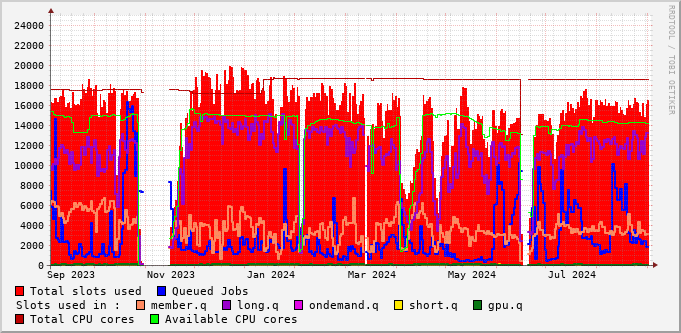 24000
22000
20000
18000
16000
14000
12000
10000
8000
6000
4000
2000
0
Sep 2023 Nov 2023 Jan 2024 Mar 2024 May 2024 Jul 2024
RRDTOOL / TOBI OETIKER
Total slots used Queued Jobs
Slots used in : member.q long.q ondemand.q short.q gpu.q
Total CPU cores Available CPU cores